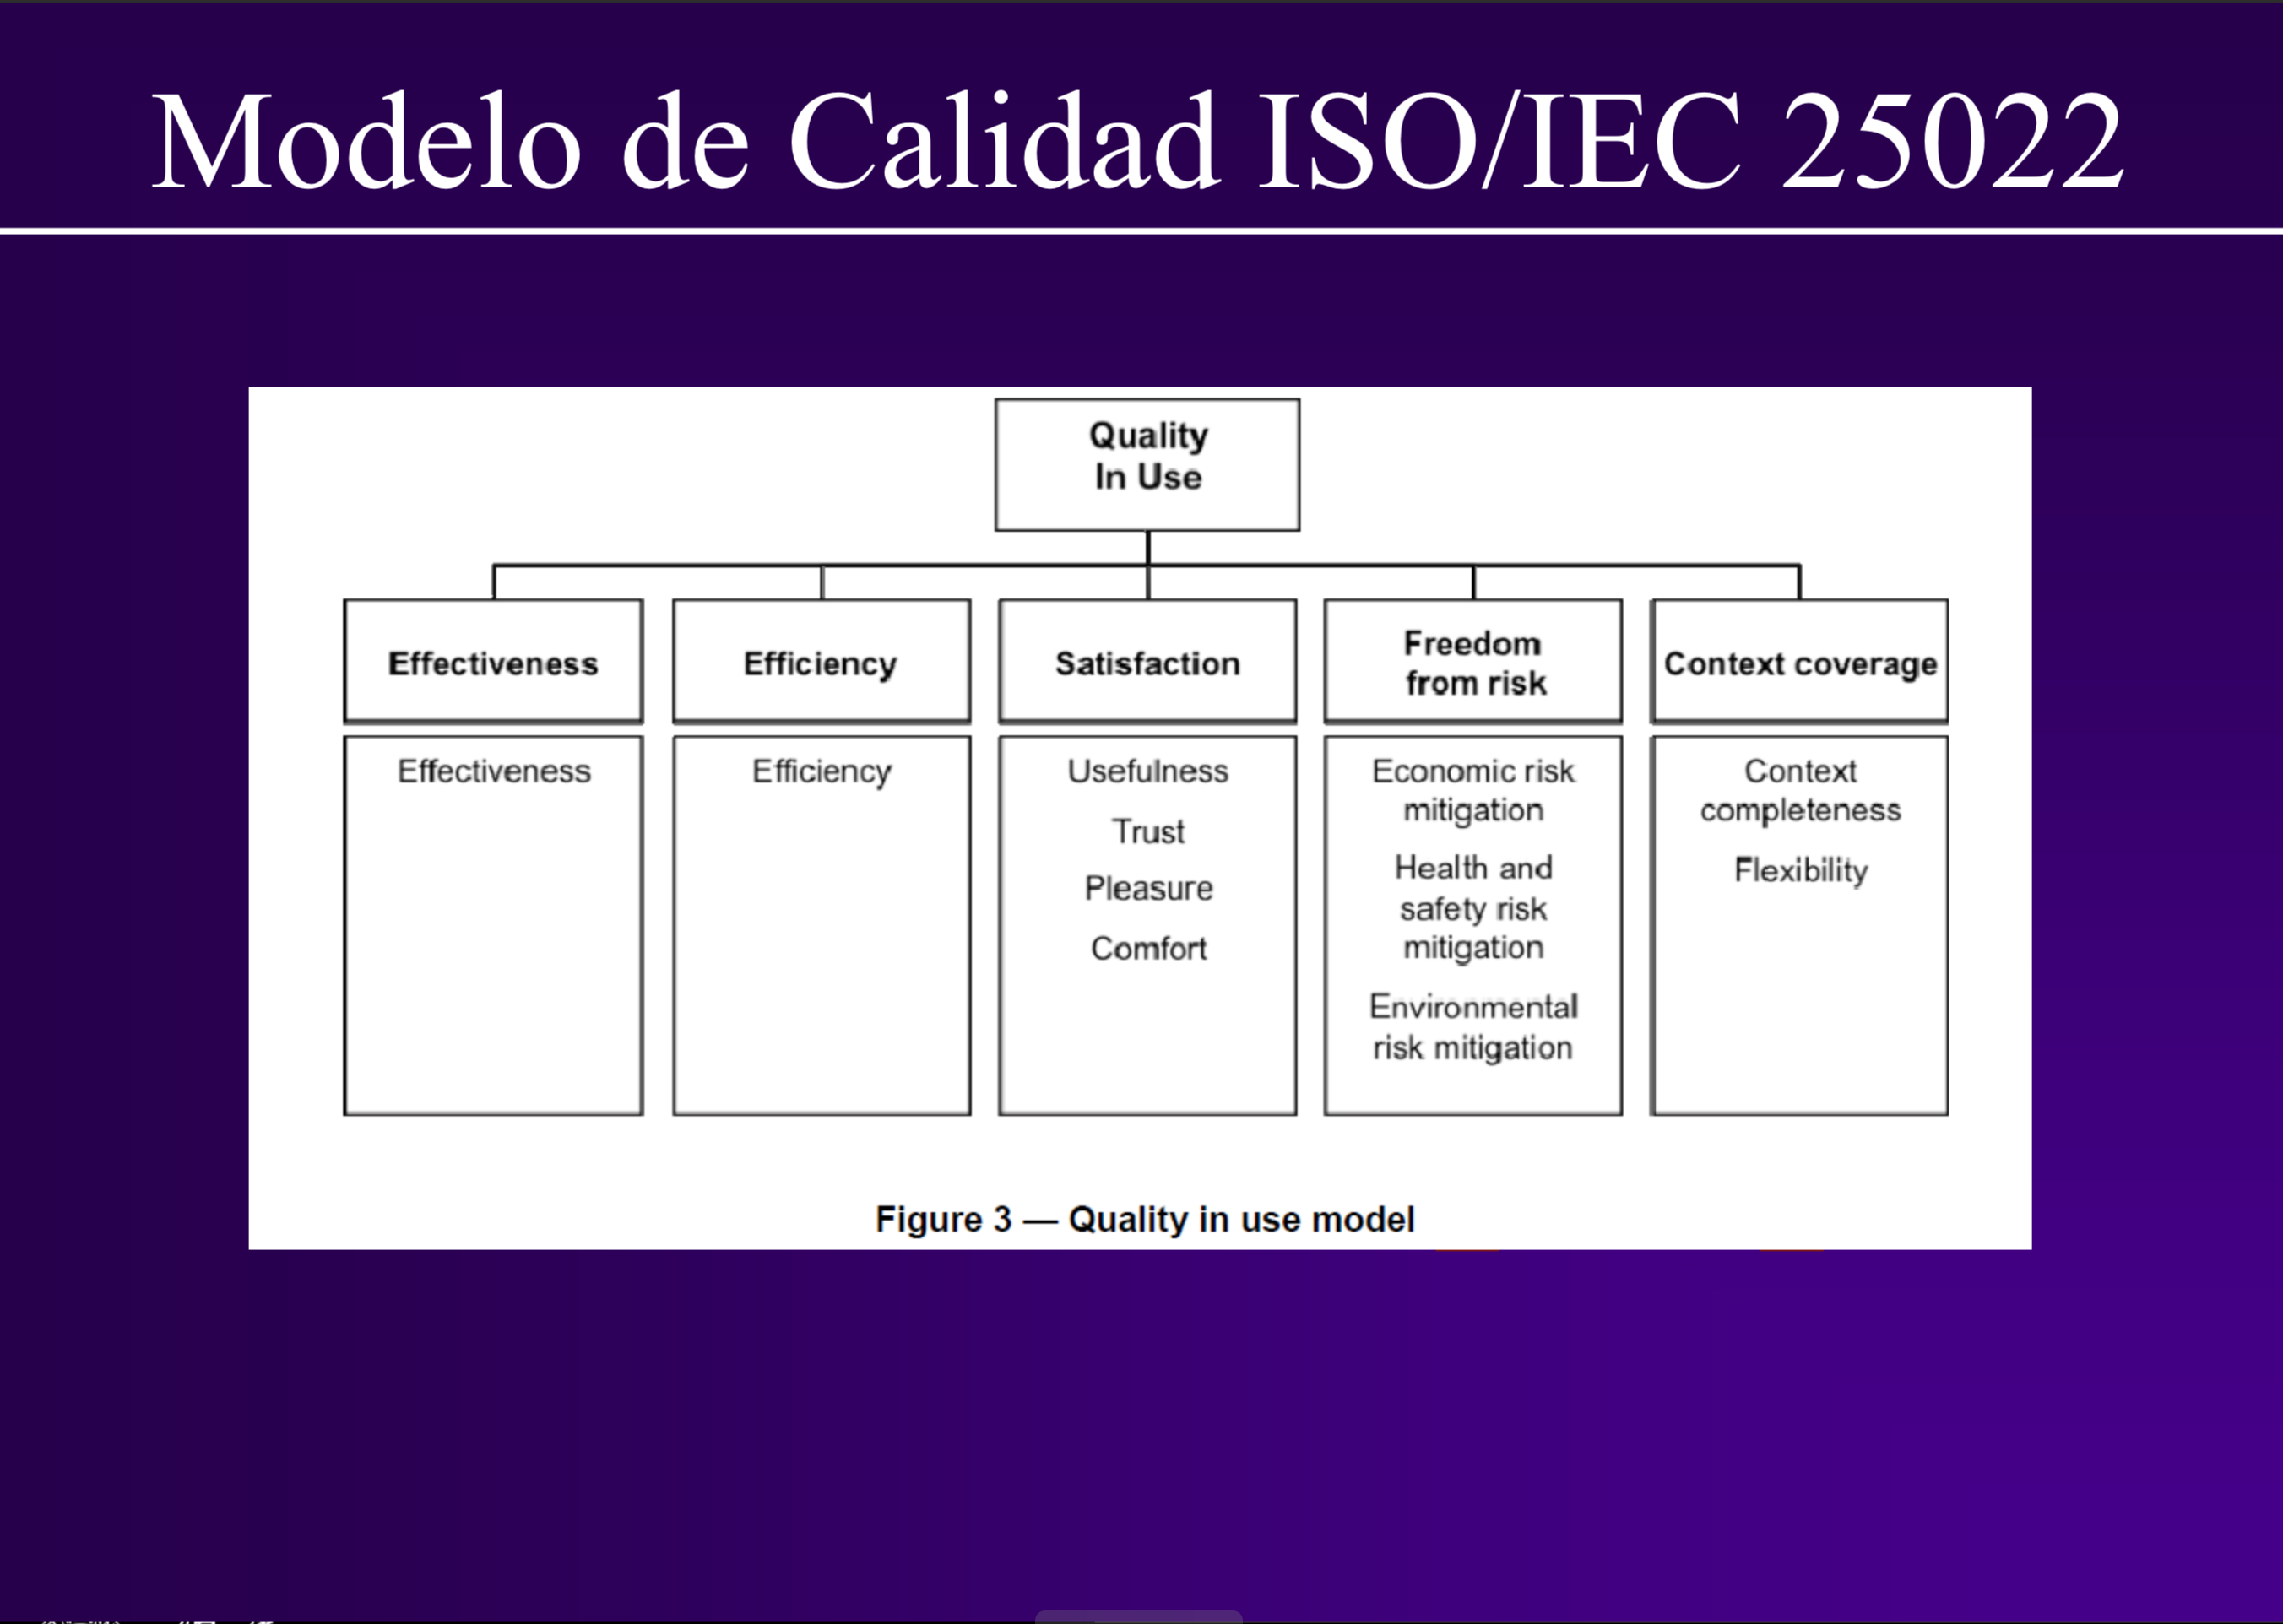 Modelo de Calidad ISO/IEC 25022
Quality
In Use
Effectiveness
Efficiency
Satisfaction
Freedom
from risk
Context coverage
Effectiveness
Efficiency
Usefulness
Trust
Pleasure
Comfort
Economic risk
mitigation
Health and
safety risk
mitigation
Environmental
risk mitigation
Context
completeness
Flexibility
Figure 3 — Quality in use model